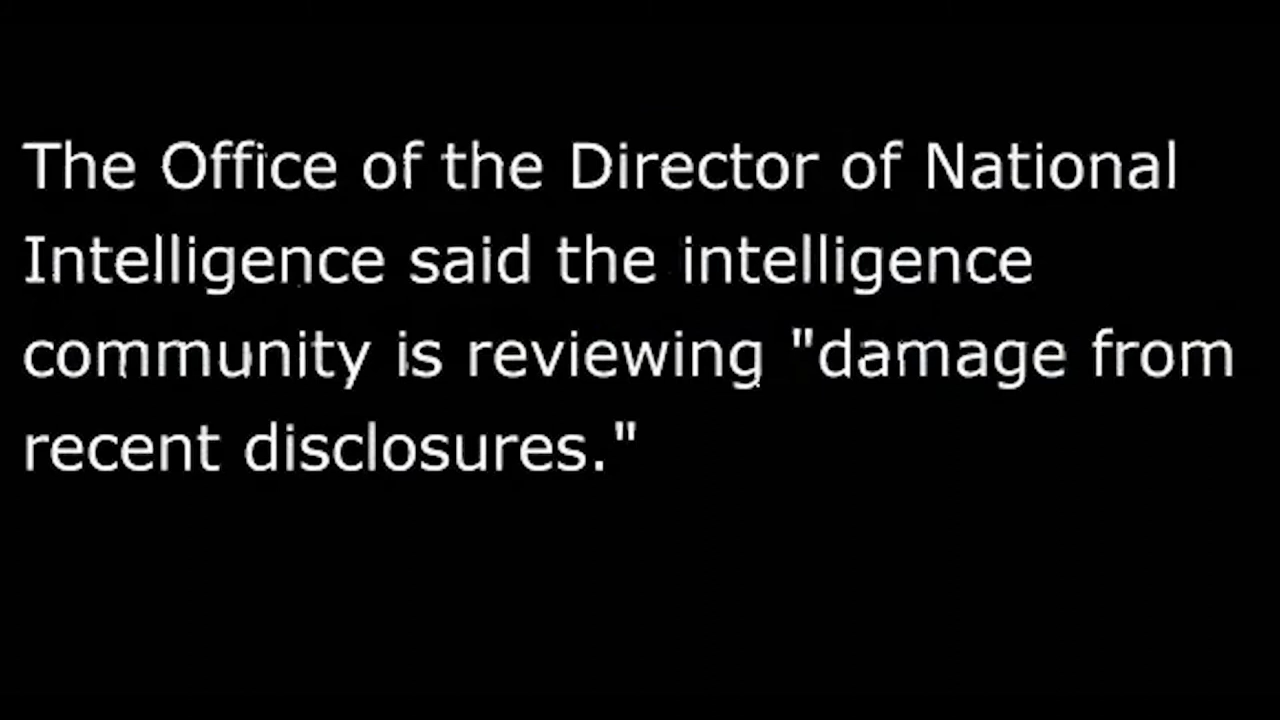 The Office of the Director of National
Intelligence said the intelligence
community is reviewing "damage from
recent disclosures."